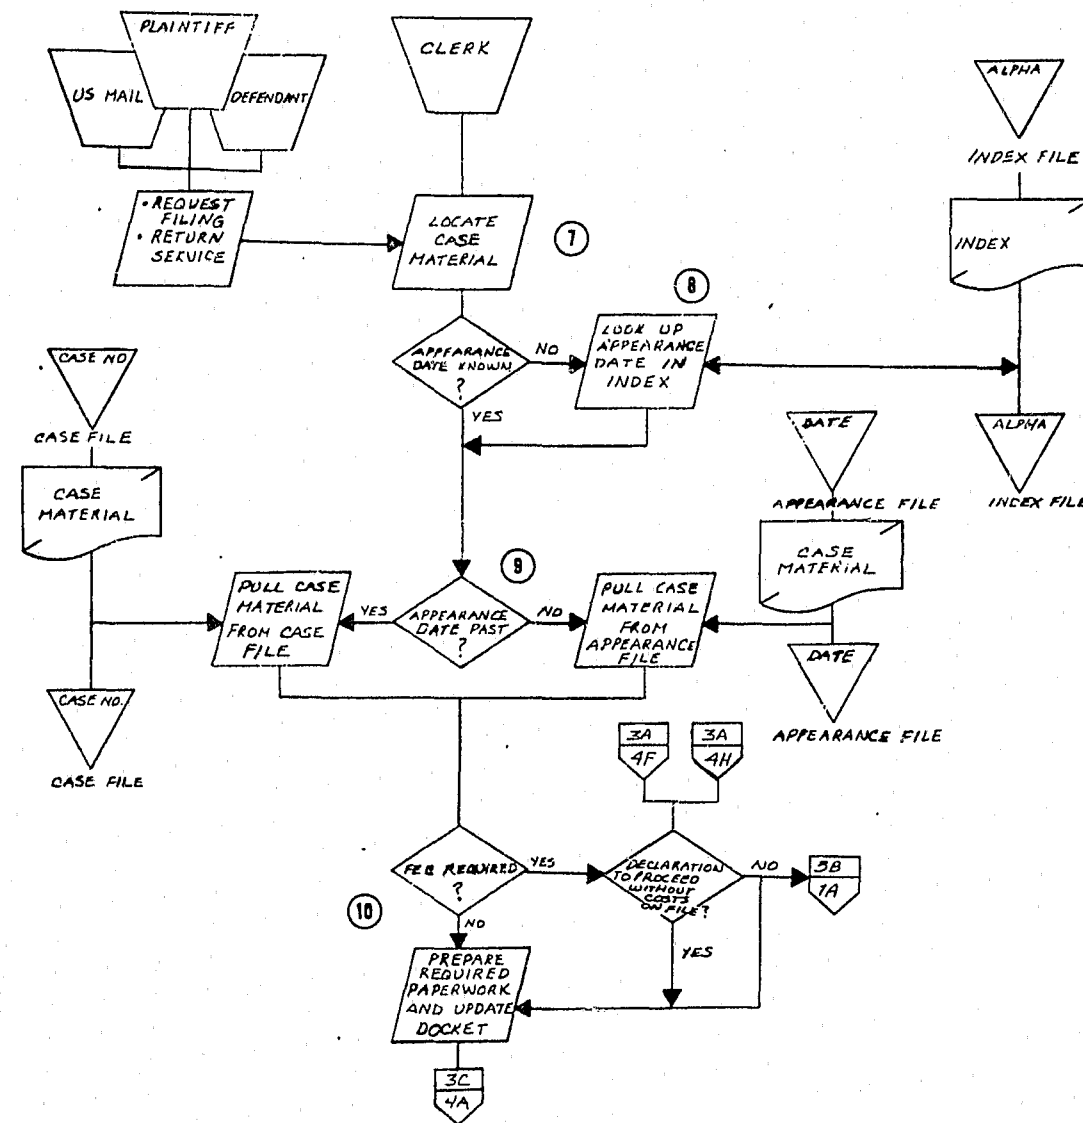 PLAINTIFF
US MAIL
DEFENDANT
CLERK
ALPHA
INDEX FILE
• REQUEST
FILING
• RETURN
SERVICE
LOCATE
CASE
MATERIAL
7
INDEX
8
LOOK UP
APPEARANCE
DATE IN
INDEX
APPEARANCE
DATE KNOWN
?
NO
YES
CASE NO
CASE FILE
CASE
MATERIAL
DATE
APPEARANCE FILE
ALPHA
INDEX FILE
CASE
MATERIAL
9
PULL CASE
MATERIAL
FROM CASE
FILE
YES
APPEARANCE
DATE PAST
?
NO
PULL CASE
MATERIAL
FROM
APPEARANCE
FILE
CASE NO.
CASE FILE
DATE
APPEARANCE FILE
3A
4F
3A
4H
FEE REQUIRED
?
YES
DECLARATION
TO PROCEED
WITHOUT
COSTS
ON FILE?
NO
3B
1A
10
NO
YES
PREPARE
REQUIRED
PAPERWORK
AND UPDATE
DOCKET
3C
4A